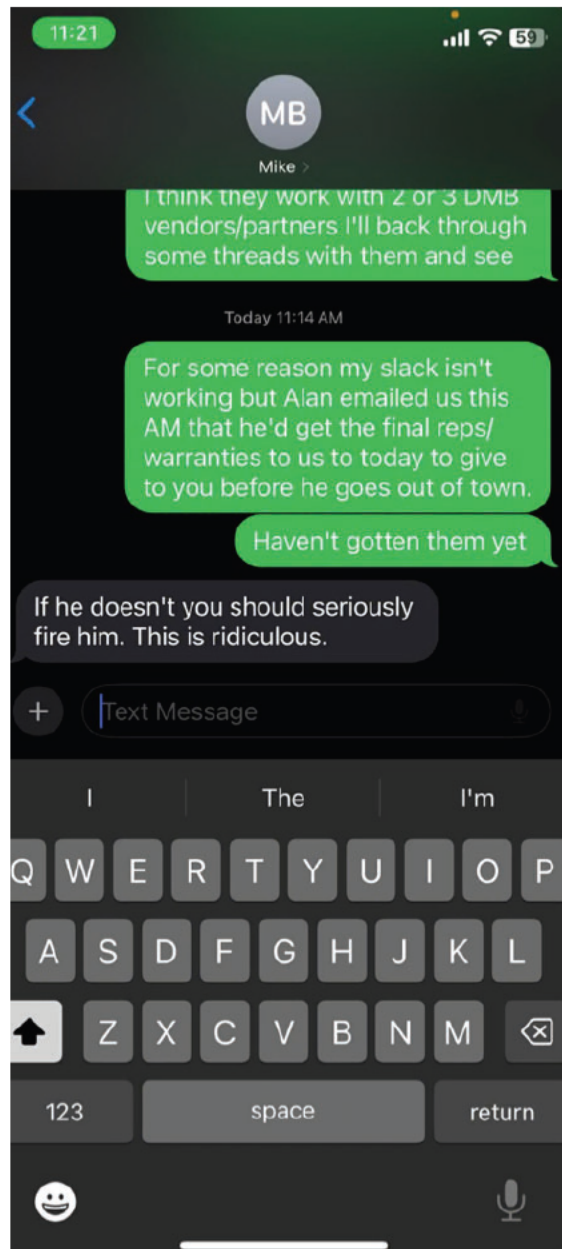 11:21
59
MB
Mike >
I think they work with 2 or 3 DMB
vendors/partners I'll back through
some threads with them and see
Today 11:14 AM
For some reason my slack isn't
working but Alan emailed us this
AM that he'd get the final reps/
warranties to us to today to give
to you before he goes out of town.
Haven't gotten them yet
If he doesn't you should seriously
fire him. This is ridiculous.
+ Text Message
I The I'm
Q W E R T Y U I O P
A S D F G H J K L
Z X C V B N M
123 space return